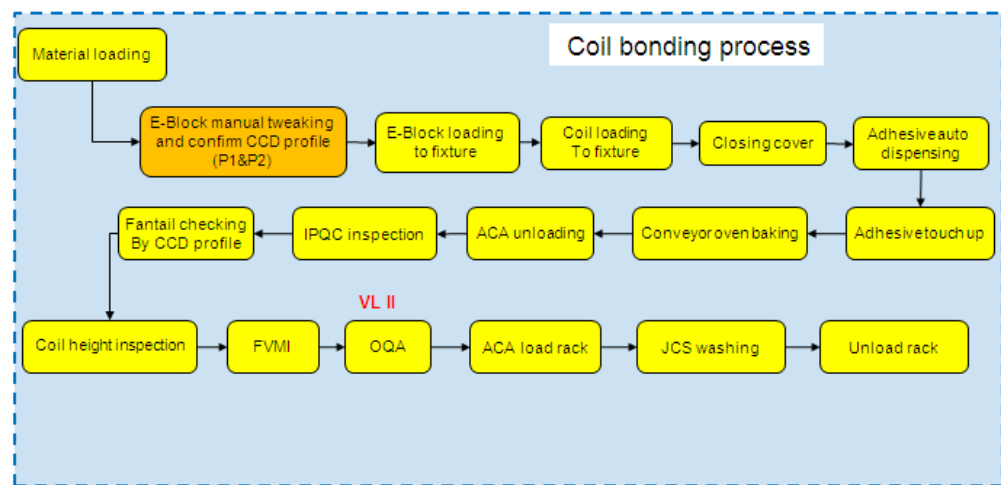 Coil bonding process
Material loading
E-Block manual tweaking
and confirm CCD profile
(P1&P2)
E-Block loading
to fixture
Coil loading
To fixture
Closing cover
Adhesive auto
dispensing
Adhesive touch up
Conveyor oven baking
ACA unloading
IPQC inspection
Fantail checking
By CCD profile
Coil height inspection
FVMI
VL II
OQA
ACA load rack
JCS washing
Unload rack